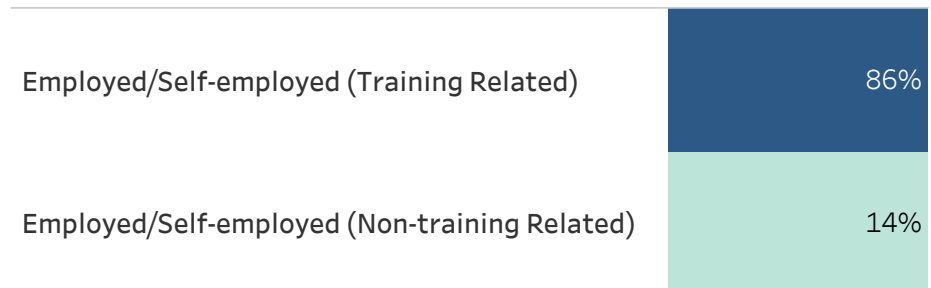 Employed/Self-employed (Training Related) 86%
Employed/Self-employed (Non-training Related) 14%